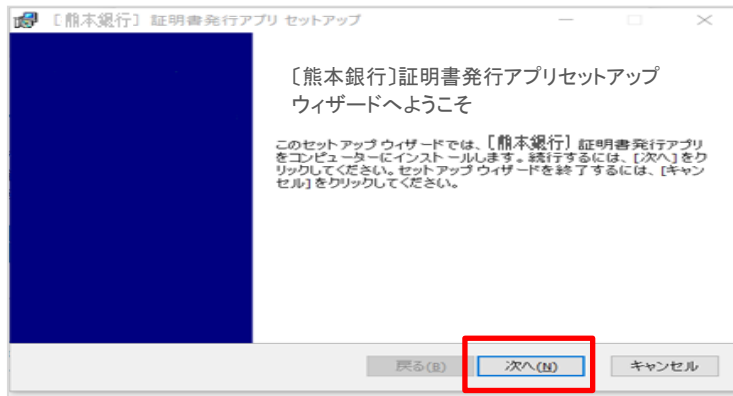 ［熊本銀行］ 証明書発行アプリ セットアップ
〔熊本銀行〕証明書発行アプリセットアップ
ウィザードへようこそ
このセットアップ ウィザードでは、［熊本銀行］ 証明書発行アプリ
をコンピューターにインストールします。続行するには、[次へ] をク
リックしてください。セットアップ ウィザードを終了するには、[キャン
セル] をクリックしてください。
戻る(B) 次へ(N) キャンセル